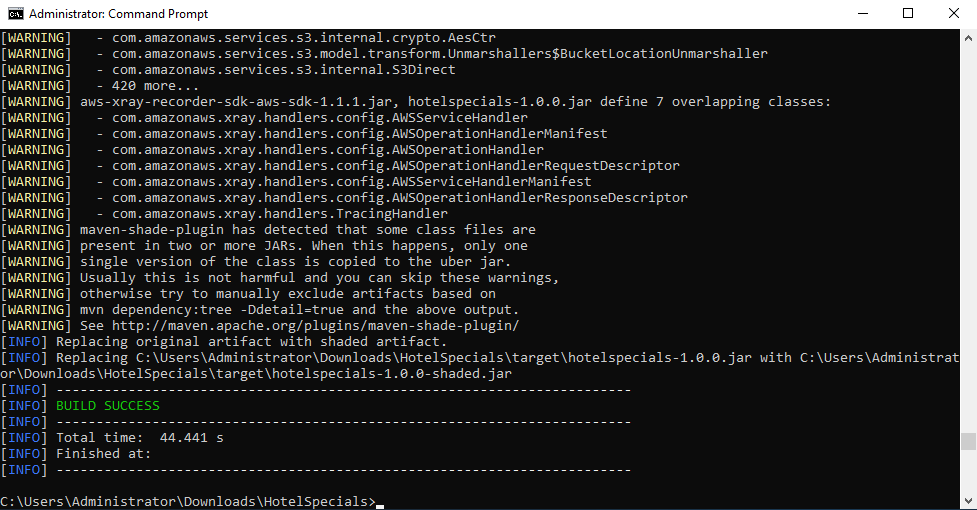 Administrator: Command Prompt
[WARNING]   - com.amazonaws.services.s3.internal.crypto.AesCtr
[WARNING]   - com.amazonaws.services.s3.model.transform.Unmarshallers$BucketLocationUnmarshaller
[WARNING]   - com.amazonaws.services.s3.internal.S3Direct
[WARNING]   - 420 more...
[WARNING] aws-xray-recorder-sdk-aws-sdk-1.1.1.jar, hotelspecials-1.0.0.jar define 7 overlapping classes:
[WARNING]   - com.amazonaws.xray.handlers.config.AWSServiceHandler
[WARNING]   - com.amazonaws.xray.handlers.config.AWSOperationHandlerManifest
[WARNING]   - com.amazonaws.xray.handlers.config.AWSOperationHandler
[WARNING]   - com.amazonaws.xray.handlers.config.AWSOperationHandlerRequestDescriptor
[WARNING]   - com.amazonaws.xray.handlers.config.AWSServiceHandlerManifest
[WARNING]   - com.amazonaws.xray.handlers.config.AWSOperationHandlerResponseDescriptor
[WARNING]   - com.amazonaws.xray.handlers.TracingHandler
[WARNING] maven-shade-plugin has detected that some class files are
[WARNING] present in two or more JARs. When this happens, only one
[WARNING] single version of the class is copied to the uber jar.
[WARNING] Usually this is not harmful and you can skip these warnings,
[WARNING] otherwise try to manually exclude artifacts based on
[WARNING] mvn dependency:tree -Ddetail=true and the above output.
[WARNING] See http://maven.apache.org/plugins/maven-shade-plugin/
[INFO] Replacing original artifact with shaded artifact.
[INFO] Replacing C:\Users\Administrator\Downloads\HotelSpecials\target\hotelspecials-1.0.0.jar with C:\Users\Administrat
or\Downloads\HotelSpecials\target\hotelspecials-1.0.0-shaded.jar
[INFO] ------------------------------------------------------------------------
[INFO] BUILD SUCCESS
[INFO] ------------------------------------------------------------------------
[INFO] Total time:  44.441 s
[INFO] Finished at:
[INFO] ------------------------------------------------------------------------
C:\Users\Administrator\Downloads\HotelSpecials>